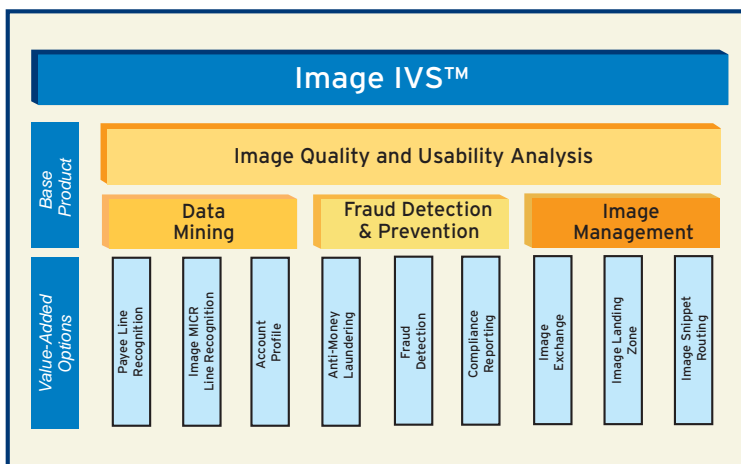 Image IVS™
Base
Product
Image Quality and Usability Analysis
Data
Mining
Fraud Detection
& Prevention
Image
Management
Value-Added
Options
Payee Line
Recognition
Image MICR
Line Recognition
Account
Profile
Anti-Money
Laundering
Fraud
Detection
Compliance
Reporting
Image
Exchange
Image Landing
Zone
Image Snippet
Routing